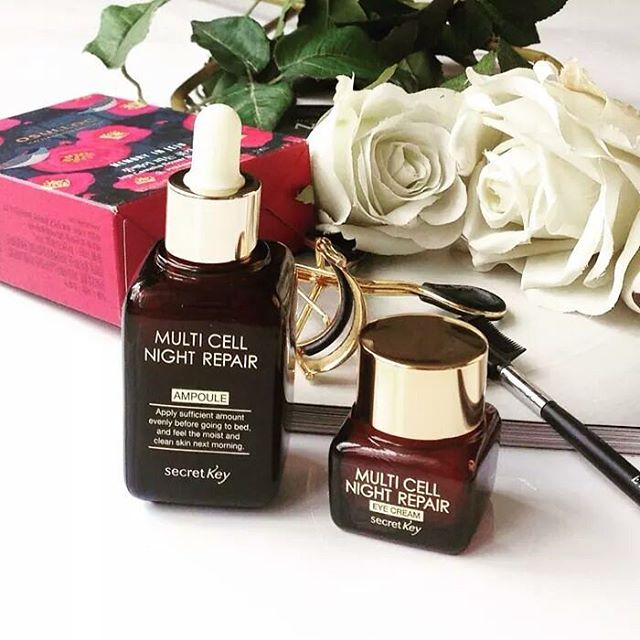 MULTI CELL
NIGHT REPAIR
AMPOULE
Apply sufficient amount
evenly before going to bed,
and feel the moist and
clean skin next morning.
secret Key
MULTI CELL
NIGHT REPAIR
EYE CREAM
secret Key